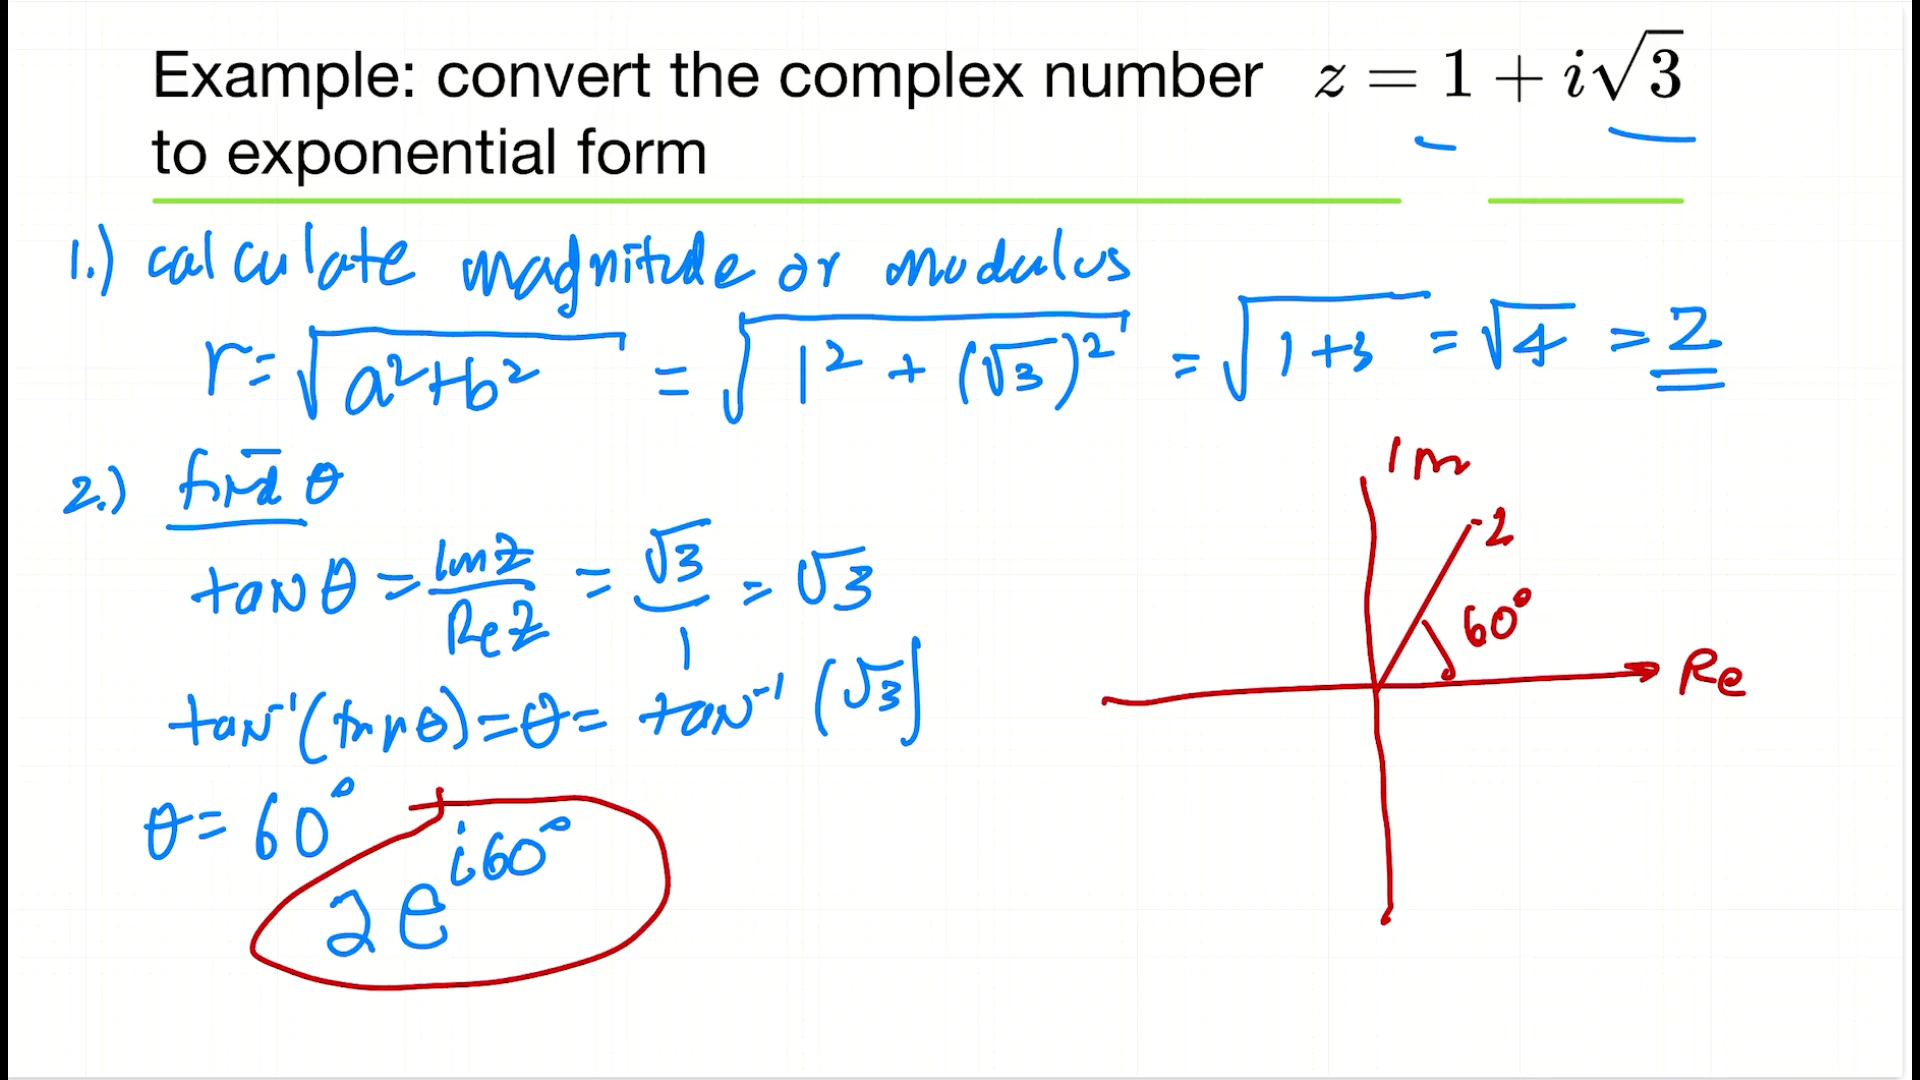 Example: convert the complex number z = 1 + i√3
to exponential form
1.) calculate magnitude or modulus
r = √(a² + b²) = √(1² + (√3)²) = √(1+3) = √4 = 2
2.) find θ
tan θ = Im z / Re z = √3 / 1 = √3
tan⁻¹(tan θ) = θ = tan⁻¹(√3)
θ = 60°
2e^{i60°}
Im
2
60°
Re